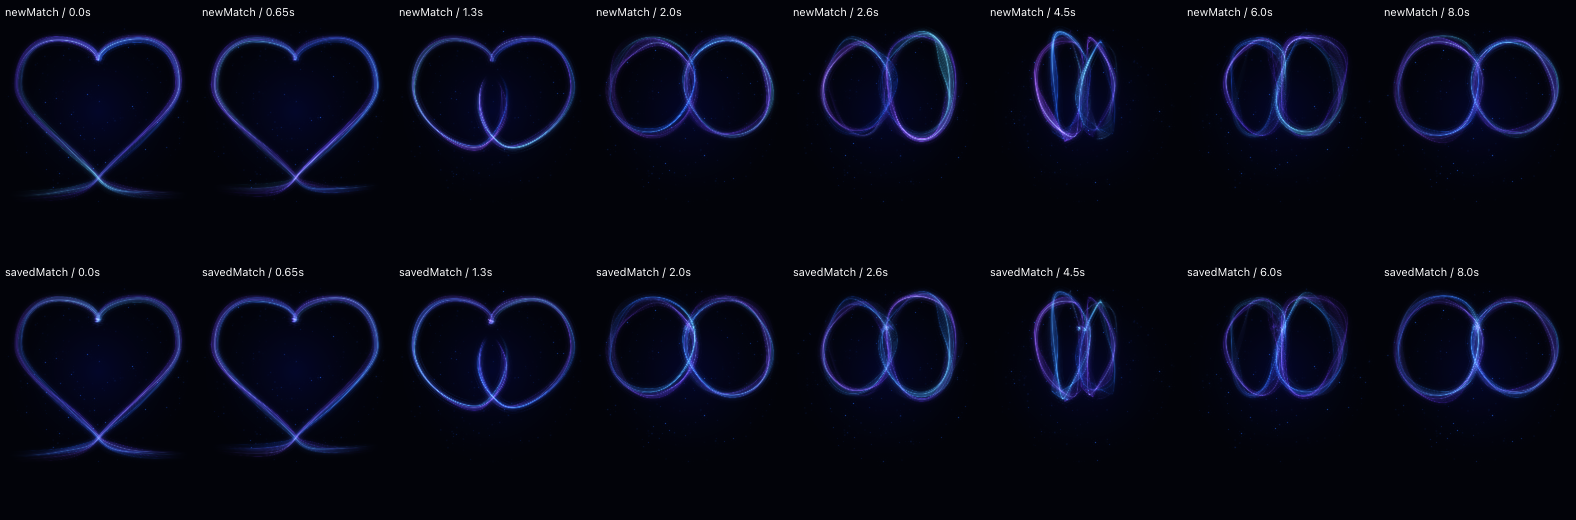 newMatch / 0.0s
newMatch / 0.65s
newMatch / 1.3s
newMatch / 2.0s
newMatch / 2.6s
newMatch / 4.5s
newMatch / 6.0s
newMatch / 8.0s
savedMatch / 0.0s
savedMatch / 0.65s
savedMatch / 1.3s
savedMatch / 2.0s
savedMatch / 2.6s
savedMatch / 4.5s
savedMatch / 6.0s
savedMatch / 8.0s